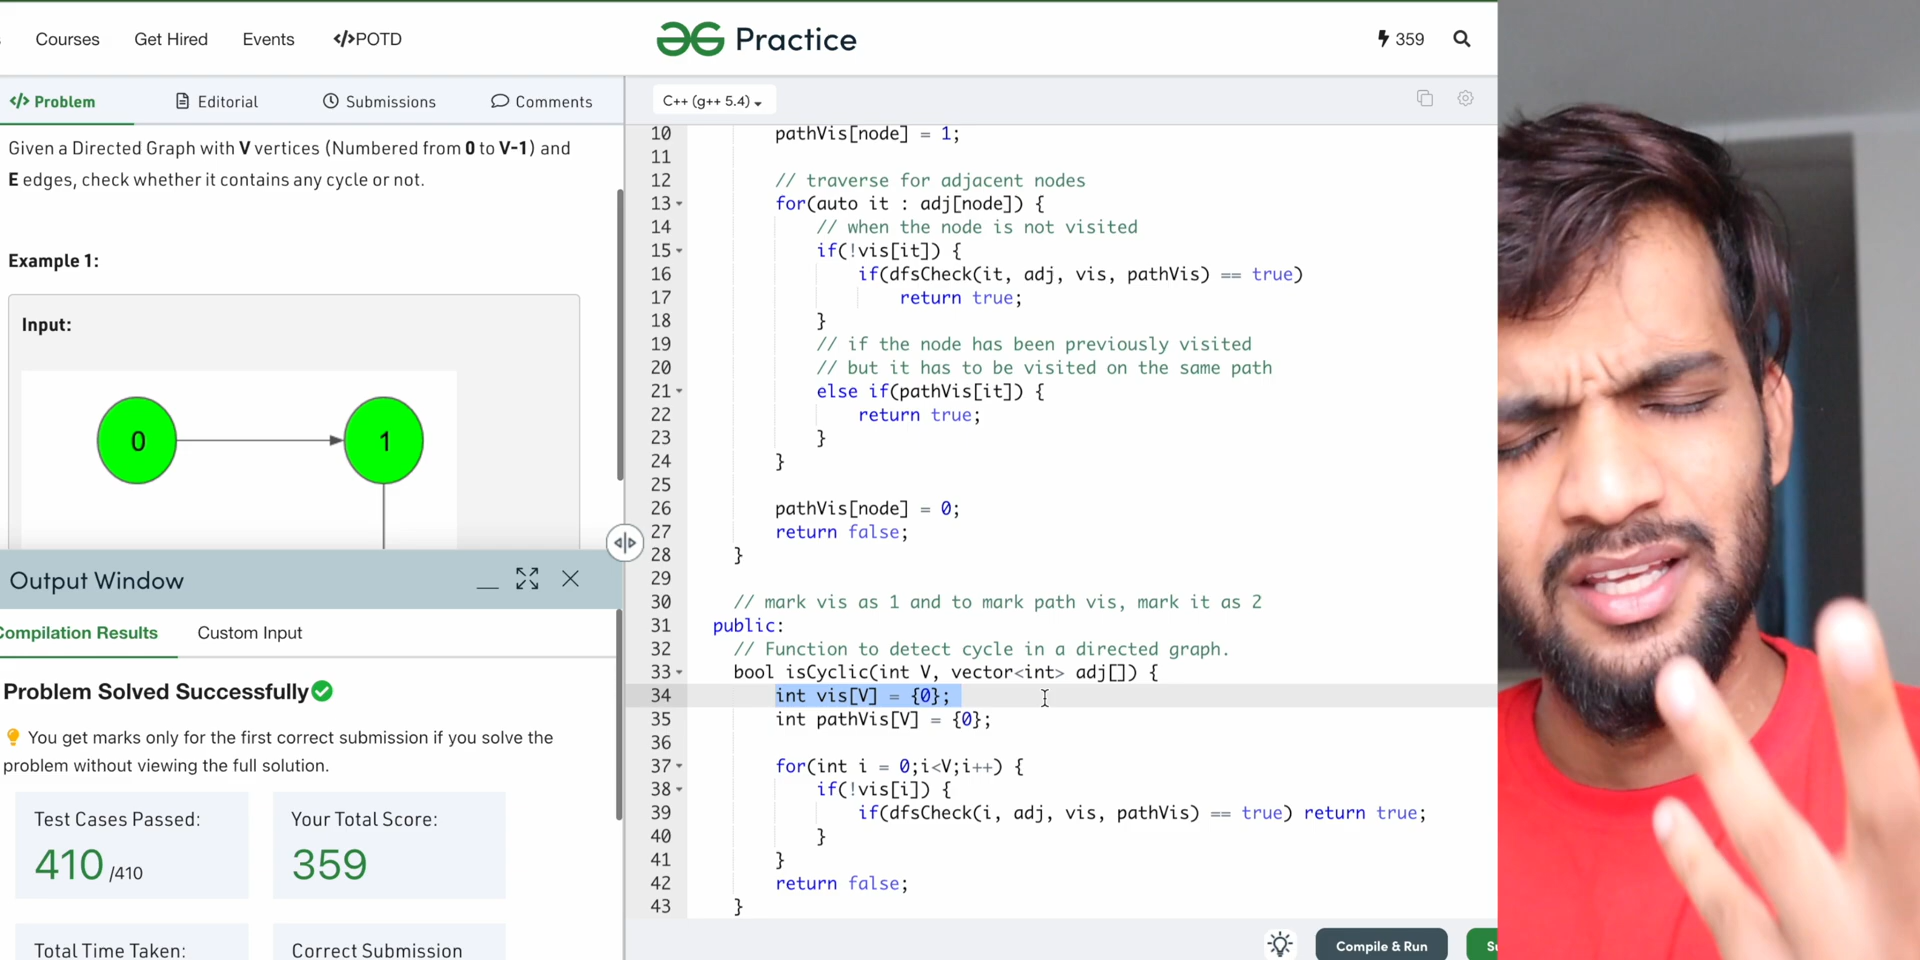 Courses
Get Hired
Events
</>POTD
Practice
359
</> Problem
Editorial
Submissions
Comments
C++ (g++ 5.4)
Given a Directed Graph with V vertices (Numbered from 0 to V-1) and
E edges, check whether it contains any cycle or not.
Example 1:
Input:
0
1
Output Window
Compilation Results
Custom Input
Problem Solved Successfully
You get marks only for the first correct submission if you solve the
problem without viewing the full solution.
Test Cases Passed:
410 /410
Your Total Score:
359
Total Time Taken:
Correct Submission
10 pathVis[node] = 1;
11
12 // traverse for adjacent nodes
13 for(auto it : adj[node]) {
14 // when the node is not visited
15 if(!vis[it]) {
16 if(dfsCheck(it, adj, vis, pathVis) == true)
17 return true;
18 }
19 // if the node has been previously visited
20 // but it has to be visited on the same path
21 else if(pathVis[it]) {
22 return true;
23 }
24 }
25
26 pathVis[node] = 0;
27 return false;
28 }
29
30 // mark vis as 1 and to mark path vis, mark it as 2
31 public:
32 // Function to detect cycle in a directed graph.
33 bool isCyclic(int V, vector<int> adj[]) {
34 int vis[V] = {0};
35 int pathVis[V] = {0};
36
37 for(int i = 0;i<V;i++) {
38 if(!vis[i]) {
39 if(dfsCheck(i, adj, vis, pathVis) == true) return true;
40 }
41 }
42 return false;
43 }
Compile & Run